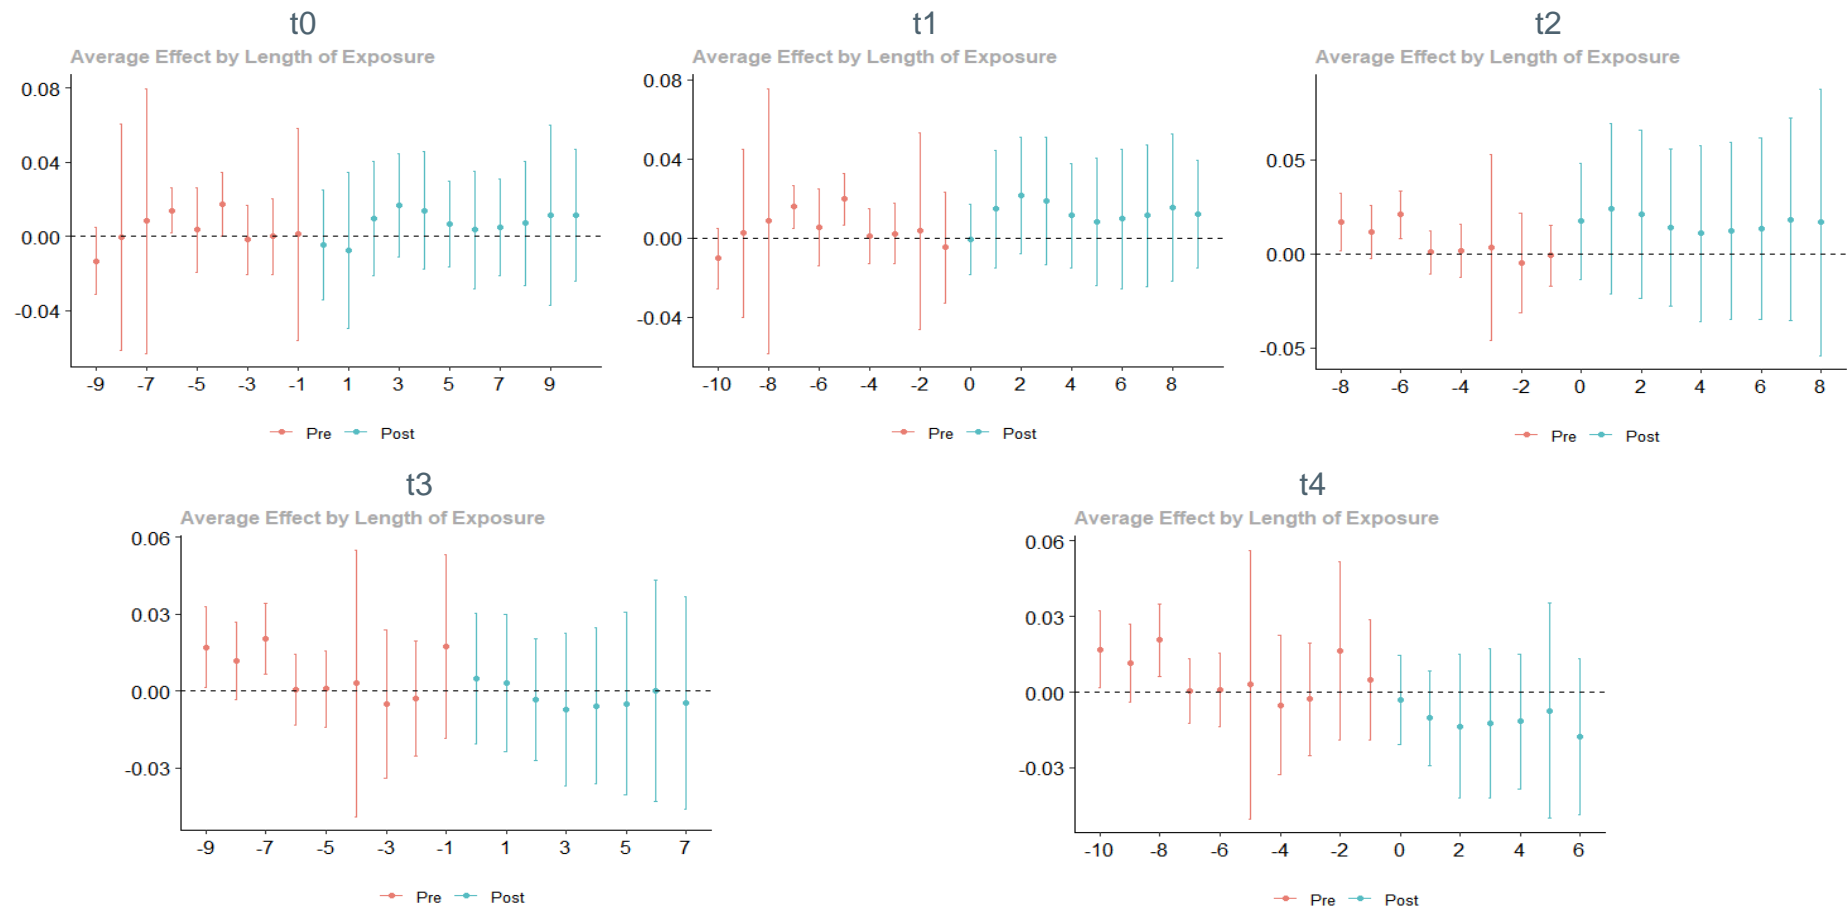 t0
Average Effect by Length of Exposure
0.08
0.04
0.00
-0.04
-9 -7 -5 -3 -1 1 3 5 7 9
Pre Post
t1
Average Effect by Length of Exposure
0.08
0.04
0.00
-0.04
-10 -8 -6 -4 -2 0 2 4 6 8
Pre Post
t2
Average Effect by Length of Exposure
0.05
0.00
-0.05
-8 -6 -4 -2 0 2 4 6 8
Pre Post
t3
Average Effect by Length of Exposure
0.06
0.03
0.00
-0.03
-9 -7 -5 -3 -1 1 3 5 7
Pre Post
t4
Average Effect by Length of Exposure
0.06
0.03
0.00
-0.03
-10 -8 -6 -4 -2 0 2 4 6
Pre Post